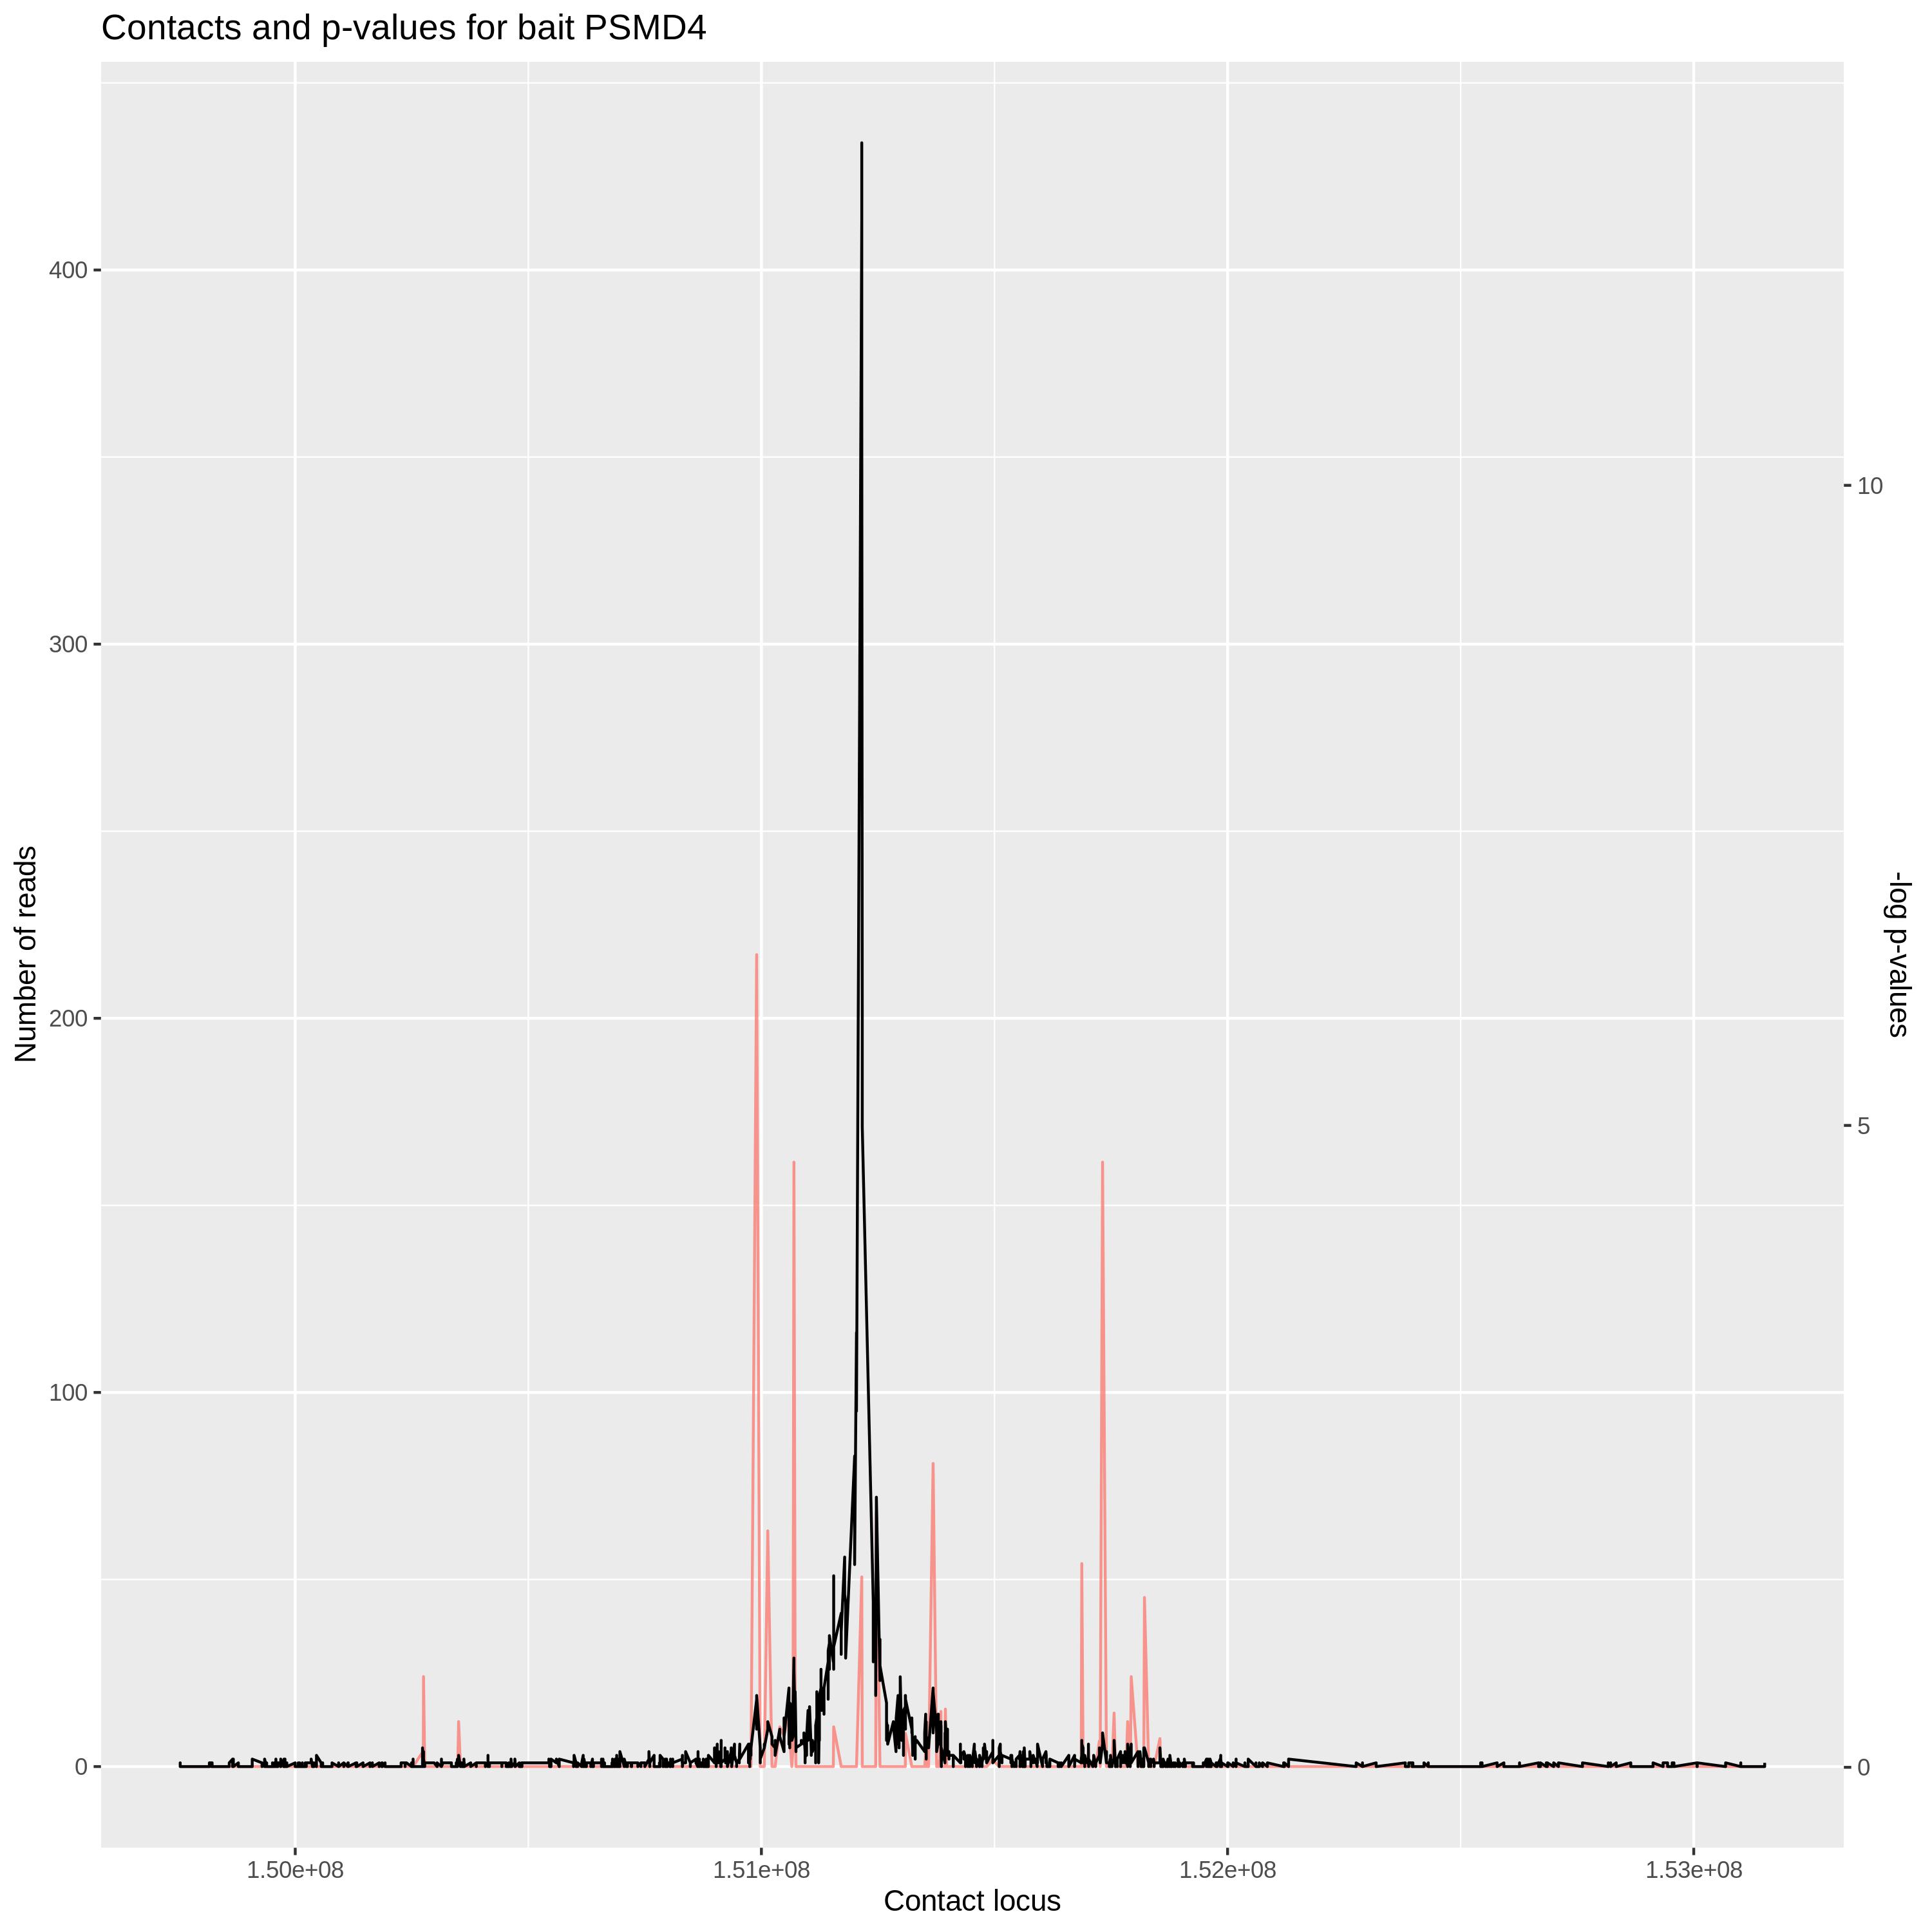 Contacts and p-values for bait PSMD4
400
300
200
100
0
Number of reads
10
5
0
-log p-values
1.50e+08
1.51e+08
1.52e+08
1.53e+08
Contact locus